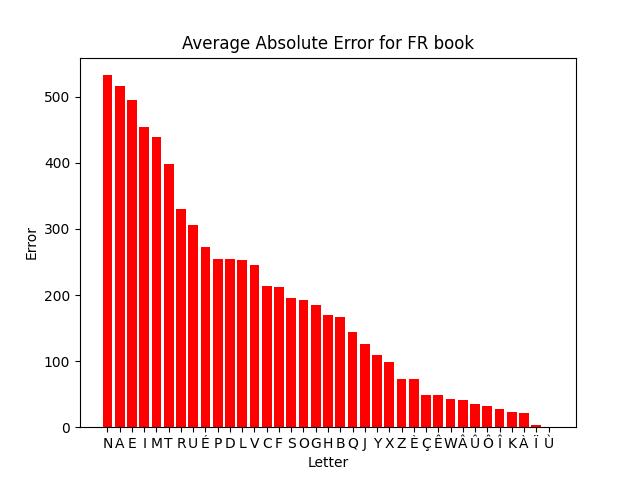 Average Absolute Error for FR book
Error
500
400
300
200
100
0
N A E I M T R U É P D L V C F S O G H B Q J Y X Z È Ç Ê W Â Û Ô Î K À Ï Ù
Letter